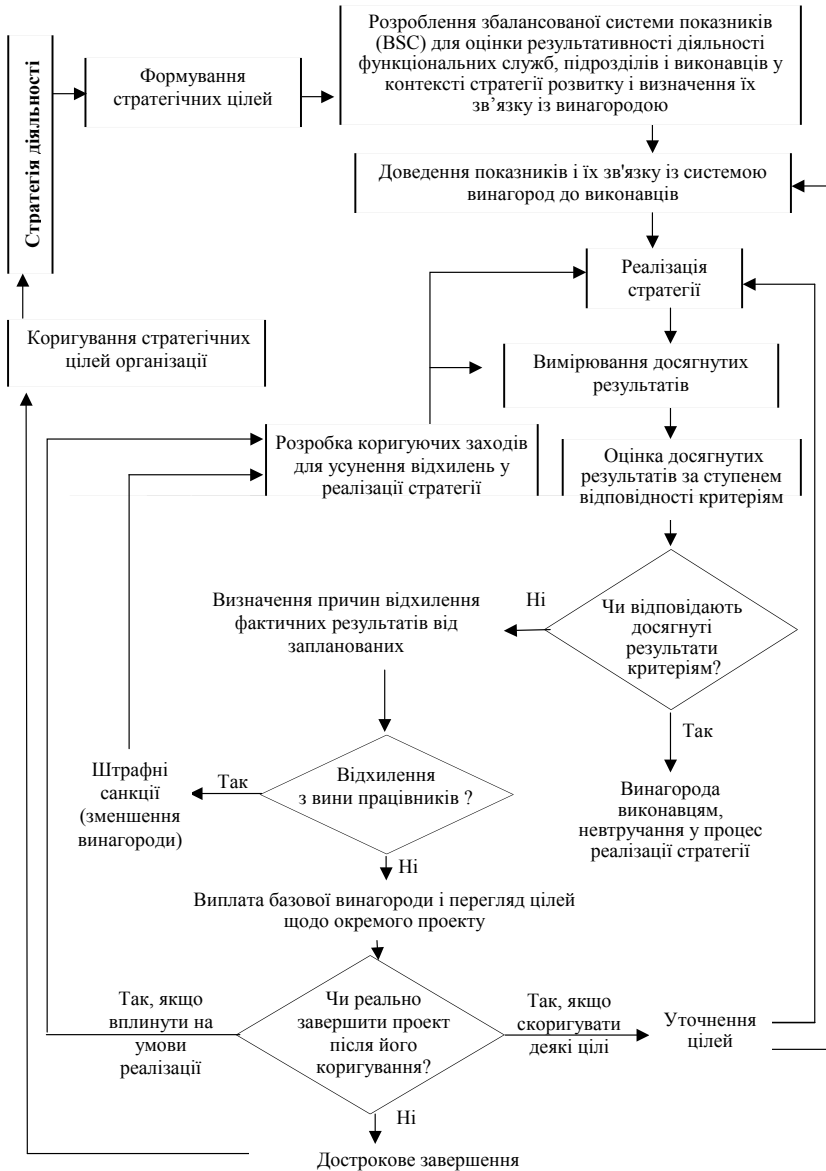 Стратегія діяльності
Формування
стратегічних цілей
Розроблення збалансованої системи показників
(BSC) для оцінки результативності діяльності
функціональних служб, підрозділів і виконавців у
контексті стратегії розвитку і визначення їх
зв’язку із винагородою
Доведення показників і їх зв'язку із системою
винагород до виконавців
Реалізація
стратегії
Коригування стратегічних
цілей організації
Вимірювання досягнутих
результатів
Розробка коригуючих заходів
для усунення відхилень у
реалізації стратегії
Оцінка досягнутих
результатів за ступенем
відповідності критеріям
Чи відповідають
досягнуті
результати
критеріям?
Ні
Визначення причин відхилення
фактичних результатів від
запланованих
Так
Винагорода
виконавцям,
невтручання у процес
реалізації стратегії
Відхилення
з вини працівників ?
Так
Штрафні
санкції
(зменшення
винагороди)
Ні
Виплата базової винагороди і перегляд цілей
щодо окремого проекту
Чи реально
завершити проект
після його
коригування?
Так, якщо
вплинути на
умови
реалізації
Так, якщо
скоригувати
деякі цілі
Уточнення
цілей
Ні
Дострокове завершення